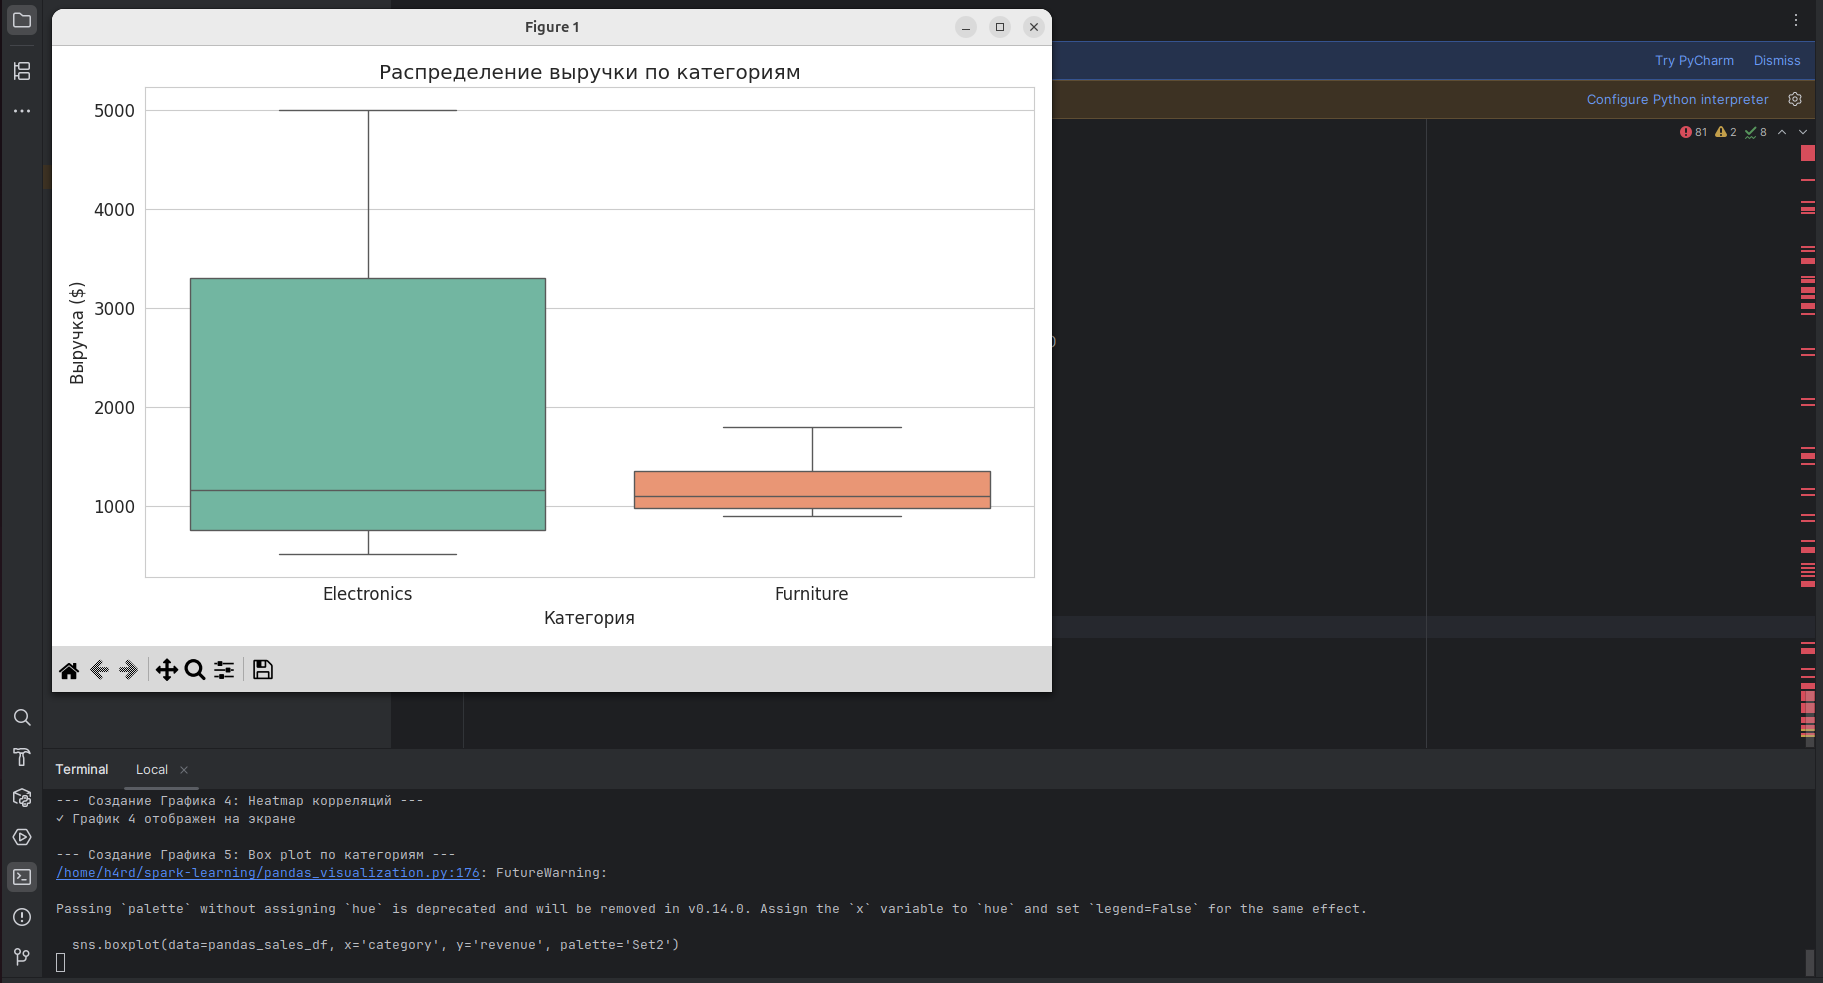 Figure 1
Распределение выручки по категориям
5000
4000
3000
2000
1000
Выручка ($)
Electronics
Furniture
Категория
Try PyCharm
Dismiss
Configure Python interpreter
81
2
8
Terminal
Local
--- Создание Графика 4: Heatmap корреляций ---
✓ График 4 отображен на экране
--- Создание Графика 5: Box plot по категориям ---
/home/h4rd/spark-learning/pandas_visualization.py:176: FutureWarning:
Passing `palette` without assigning `hue` is deprecated and will be removed in v0.14.0. Assign the `x` variable to `hue` and set `legend=False` for the same effect.
sns.boxplot(data=pandas_sales_df, x='category', y='revenue', palette='Set2')